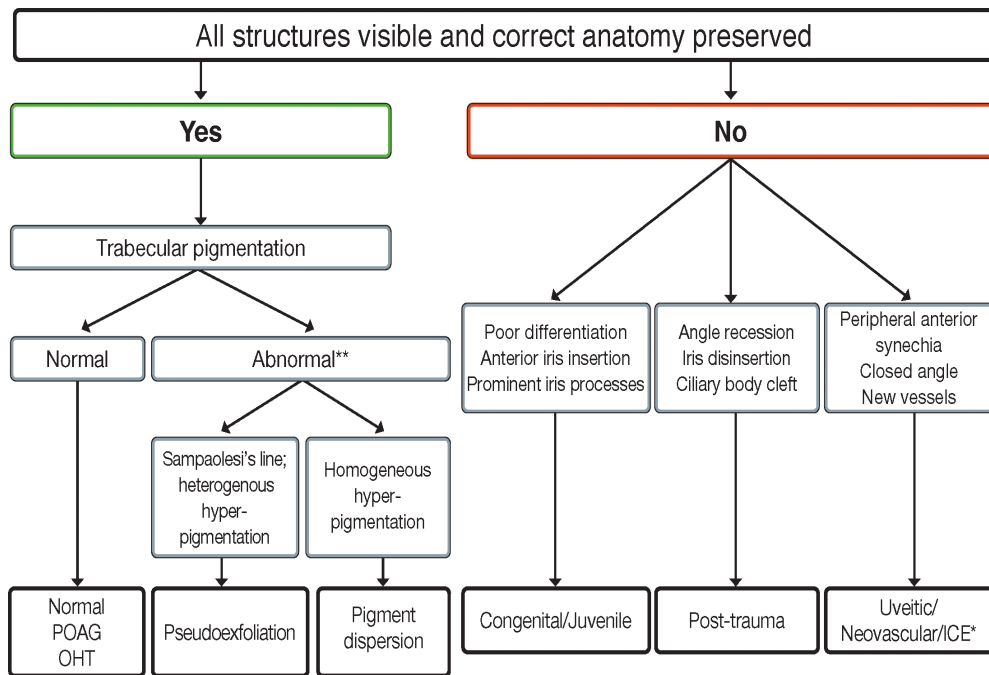 All structures visible and correct anatomy preserved
Yes
No
Trabecular pigmentation
Normal
Abnormal**
Poor differentiation
Anterior iris insertion
Prominent iris processes
Angle recession
Iris disinsertion
Ciliary body cleft
Peripheral anterior
synechia
Closed angle
New vessels
Sampaolesi's line;
heterogenous
hyper-
pigmentation
Homogeneous
hyper-
pigmentation
Normal
POAG
OHT
Pseudoexfoliation
Pigment
dispersion
Congenital/Juvenile
Post-trauma
Uveitic/
Neovascular/ICE*